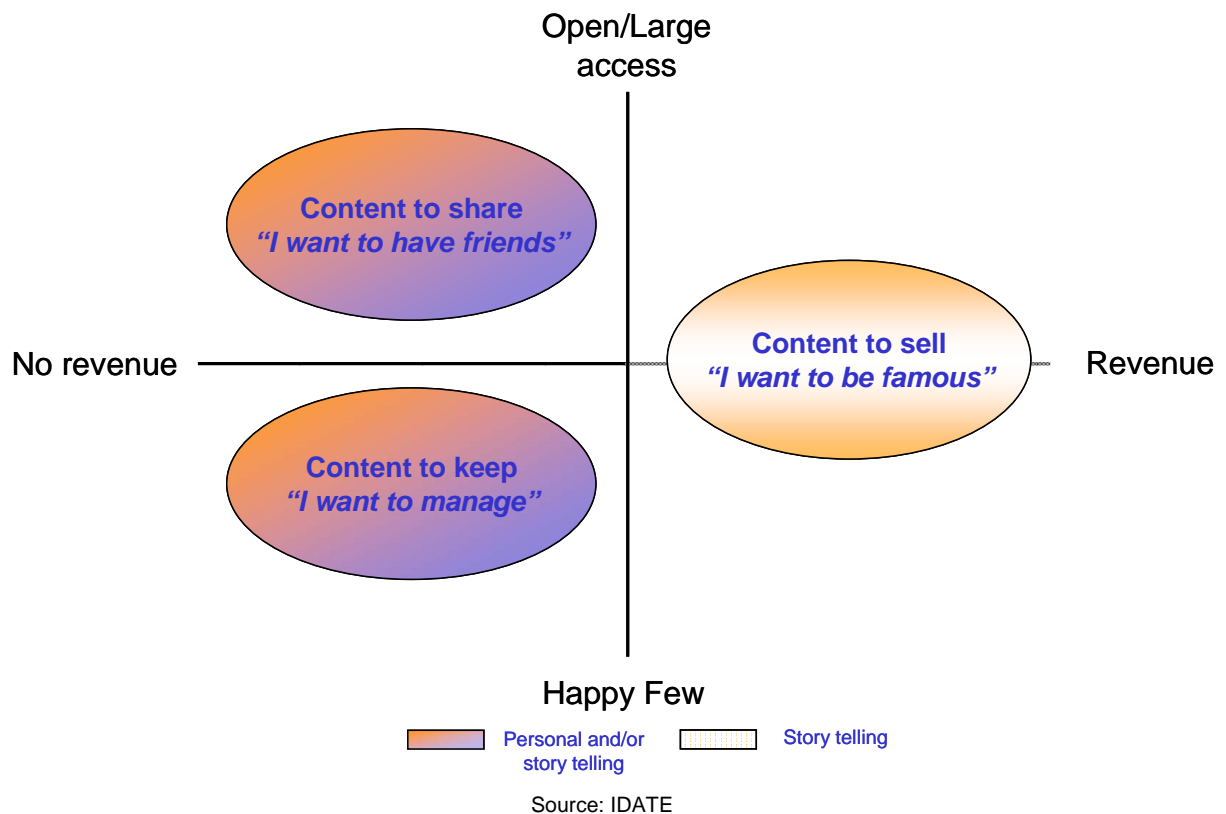 Open/Large
access
Content to share
“I want to have friends”
Content to sell
“I want to be famous”
No revenue
Revenue
Content to keep
“I want to manage”
Happy Few
Personal and/or
story telling
Story telling
Source: IDATE